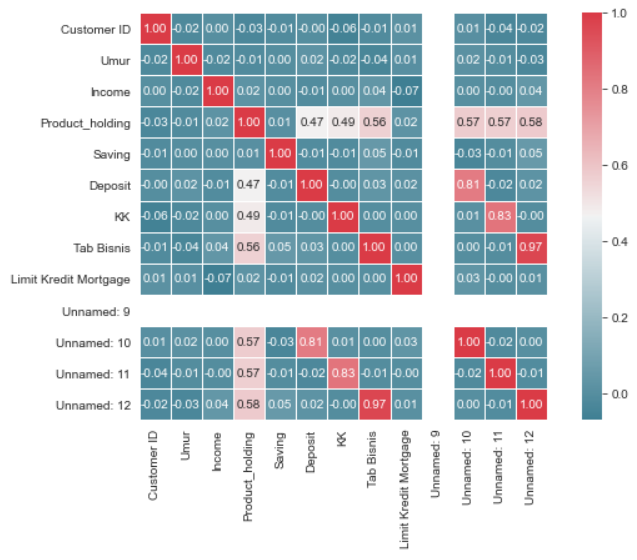 Customer ID 1.00 -0.02 0.00 -0.03 -0.01 -0.00 -0.06 -0.01 0.01 0.01 -0.04 -0.02
Umur -0.02 1.00 -0.02 -0.01 0.00 0.02 -0.02 -0.04 0.01 0.02 -0.01 -0.03
Income 0.00 -0.02 1.00 0.02 0.00 -0.01 0.00 0.04 -0.07 0.00 -0.00 0.04
Product_holding -0.03 -0.01 0.02 1.00 0.01 0.47 0.49 0.56 0.02 0.57 0.57 0.58
Saving -0.01 0.00 0.00 0.01 1.00 -0.01 -0.01 0.05 -0.01 -0.03 -0.01 0.05
Deposit -0.00 0.02 -0.01 0.47 -0.01 1.00 -0.00 0.03 0.02 0.81 -0.02 0.02
KK -0.06 -0.02 0.00 0.49 -0.01 -0.00 1.00 0.00 0.00 0.01 0.83 -0.00
Tab Bisnis -0.01 -0.04 0.04 0.56 0.05 0.03 0.00 1.00 0.00 0.00 -0.01 0.97
Limit Kredit Mortgage 0.01 0.01 -0.07 0.02 -0.01 0.02 0.00 0.00 1.00 0.03 -0.00 0.01
Unnamed: 9
Unnamed: 10 0.01 0.02 0.00 0.57 -0.03 0.81 0.01 0.00 0.03 1.00 -0.02 0.00
Unnamed: 11 -0.04 -0.01 -0.00 0.57 -0.01 -0.02 0.83 -0.01 -0.00 -0.02 1.00 -0.01
Unnamed: 12 -0.02 -0.03 0.04 0.58 0.05 0.02 -0.00 0.97 0.01 0.00 -0.01 1.00
Customer ID
Umur
Income
Product_holding
Saving
Deposit
KK
Tab Bisnis
Limit Kredit Mortgage
Unnamed: 9
Unnamed: 10
Unnamed: 11
Unnamed: 12
1.0
0.8
0.6
0.4
0.2
0.0